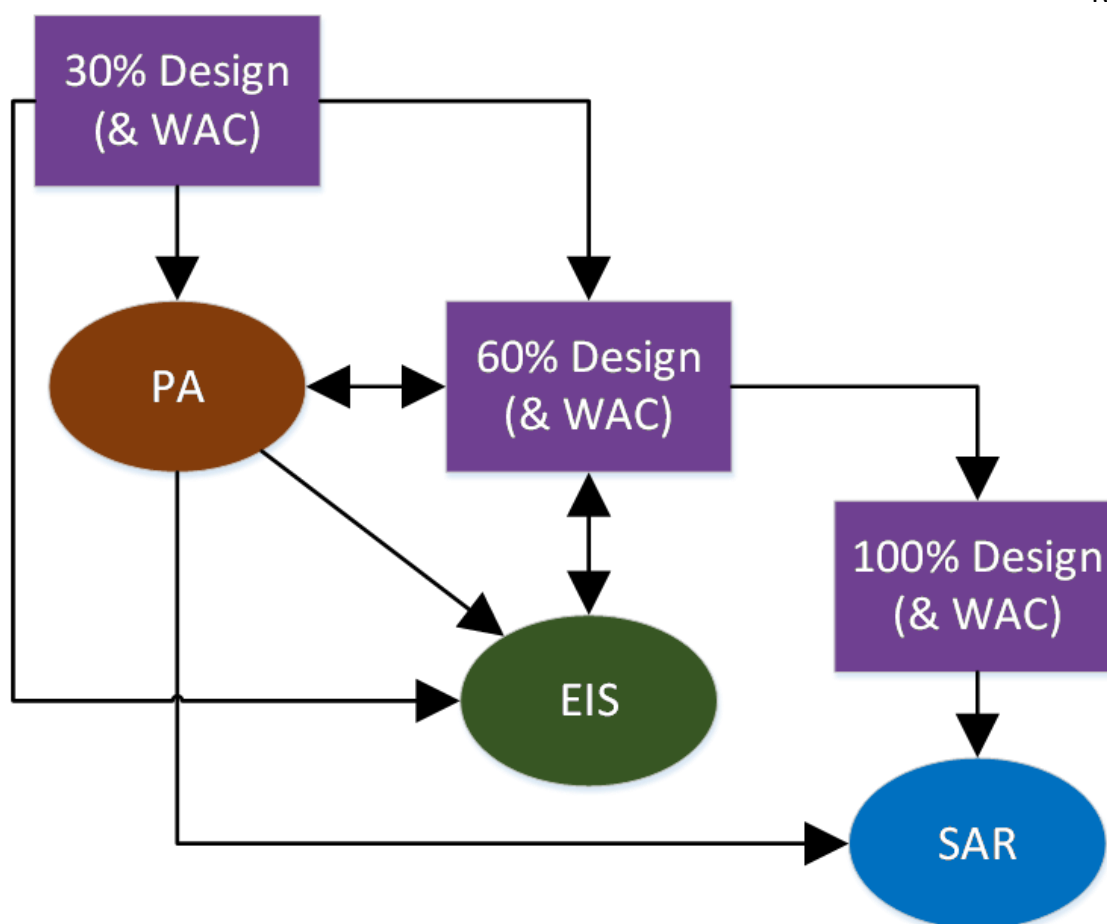 30% Design
(& WAC)
PA
60% Design
(& WAC)
100% Design
(& WAC)
EIS
SAR